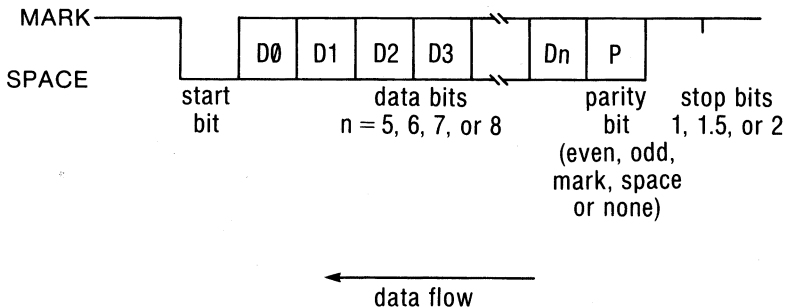 MARK
D0 D1 D2 D3 Dn P
SPACE
start
bit
data bits
n = 5, 6, 7, or 8
parity
bit
(even, odd,
mark, space
or none)
stop bits
1, 1.5, or 2
data flow